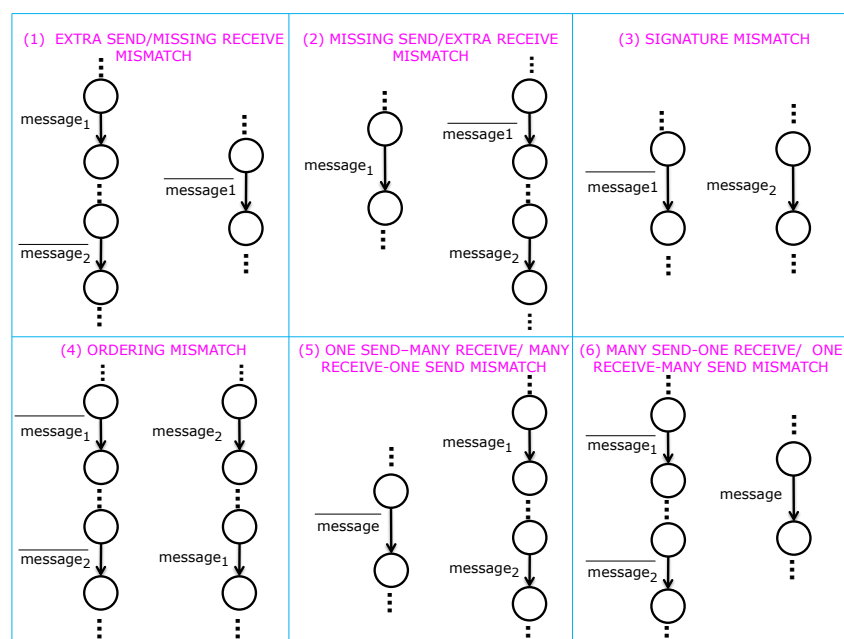 (1) EXTRA SEND/MISSING RECEIVE
MISMATCH
message₁
message1
message₂
(2) MISSING SEND/EXTRA RECEIVE
MISMATCH
message₁
message1
message₂
(3) SIGNATURE MISMATCH
message1
message₂
(4) ORDERING MISMATCH
message₁
message₂
message₂
message₁
(5) ONE SEND–MANY RECEIVE/ MANY
RECEIVE-ONE SEND MISMATCH
message
message₁
message₂
(6) MANY SEND-ONE RECEIVE/ ONE
RECEIVE-MANY SEND MISMATCH
message₁
message
message₂